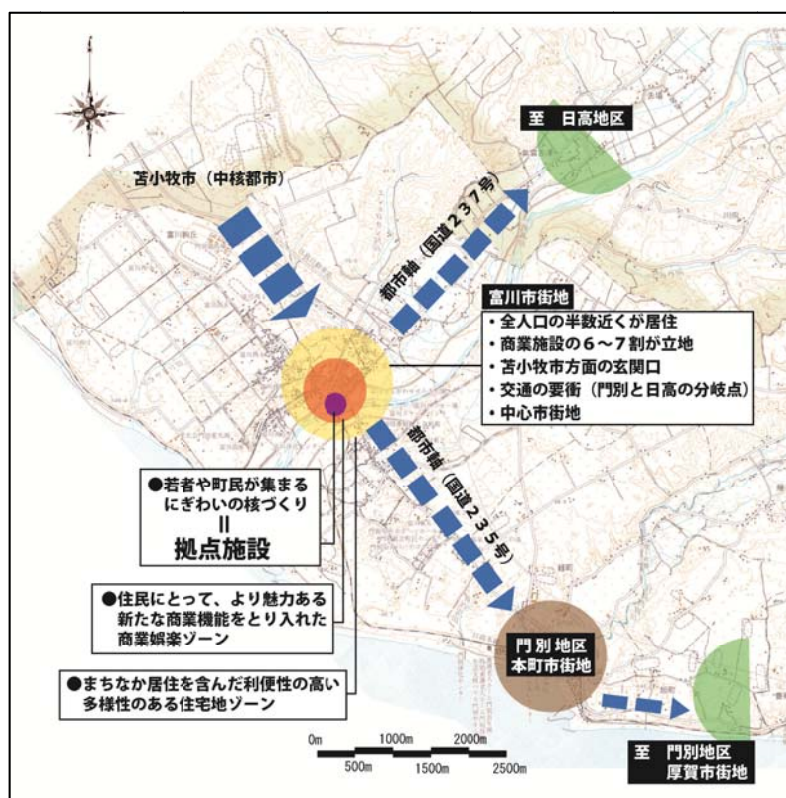 至 日高地区
苫小牧市（中核都市）
都市軸（国道２３７号）
富川市街地
・全人口の半数近くが居住
・商業施設の６～７割が立地
・苫小牧市方面の玄関口
・交通の要衝（門別と日高の分岐点）
・中心市街地
都市軸（国道２３５号）
●若者や町民が集まる
にぎわいの核づくり
＝
拠点施設
●住民にとって、より魅力ある
新たな商業機能をとり入れた
商業娯楽ゾーン
●まちなか居住を含んだ利便性の高い
多様性のある住宅地ゾーン
門別地区
本町市街地
至 門別地区
厚賀市街地
0m 1000m 2000m
500m 1500m 2500m